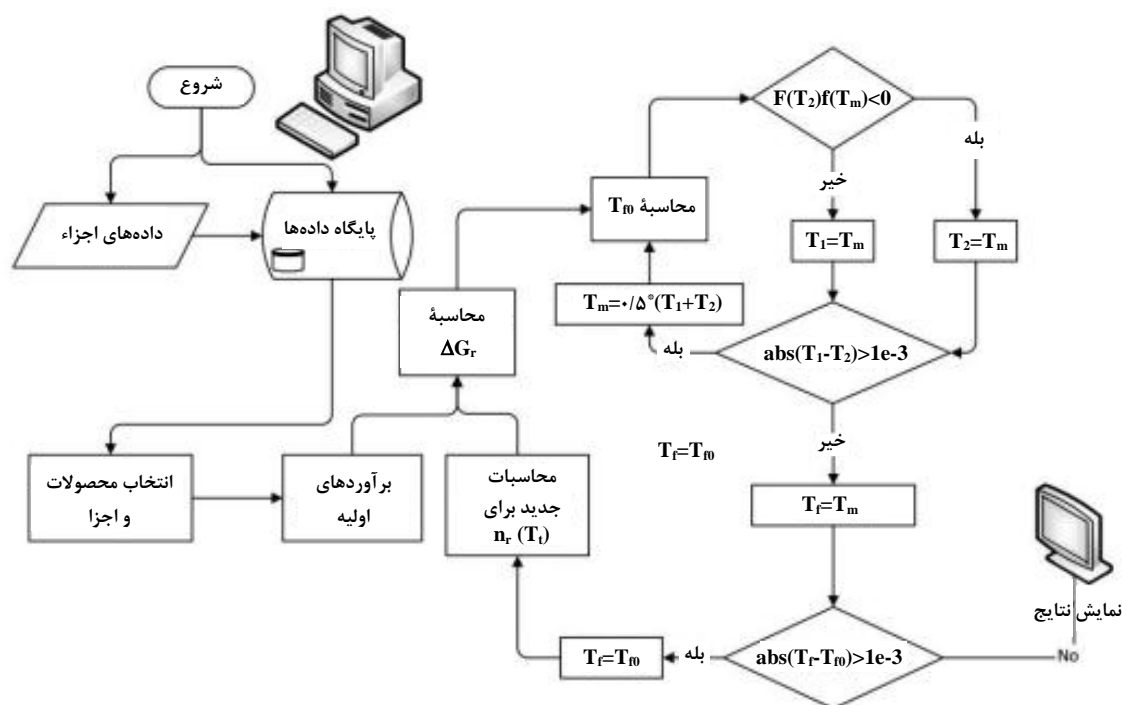 شروع
داده‌های اجزاء
پایگاه داده‌ها
انتخاب محصولات
و اجزا
برآوردهای
اولیه
محاسبۀ
ΔGr
محاسبات
جدید برای
nr (Tt)
محاسبۀ Tf0
Tm=۰/۵*(T1+T2)
F(T2)f(Tm)<0
بله
خیر
T1=Tm
T2=Tm
abs(T1-T2)>1e-3
بله
خیر
Tf=Tf0
Tf=Tm
abs(Tf-Tf0)>1e-3
بله
Tf=Tf0
No
نمایش نتایج